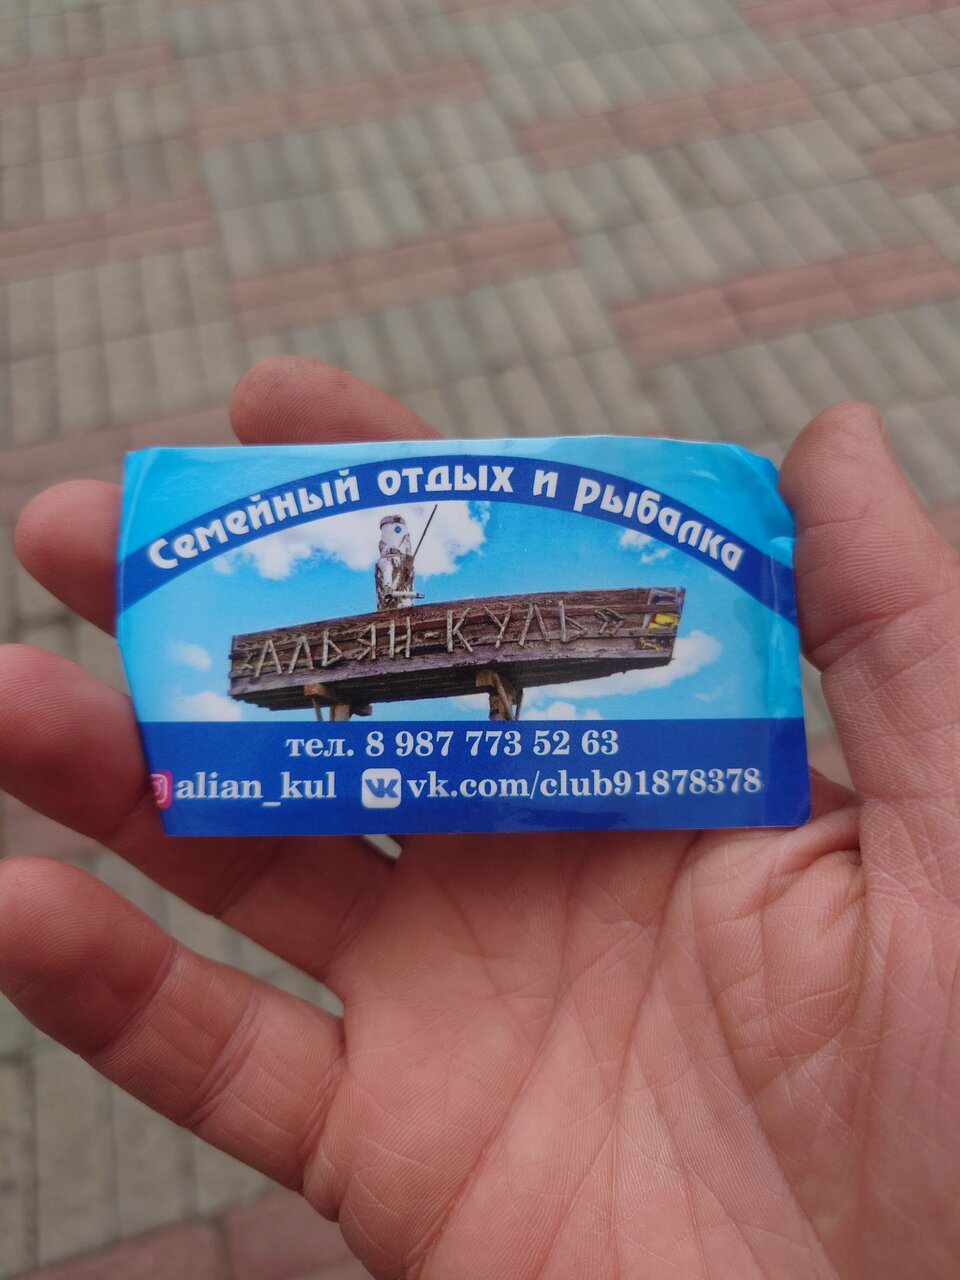 Семейный отдых и рыбалка
«АЛЬЯН-КУЛЬ»
тел. 8 987 773 52 63
alian_kul vk.com/club91878378